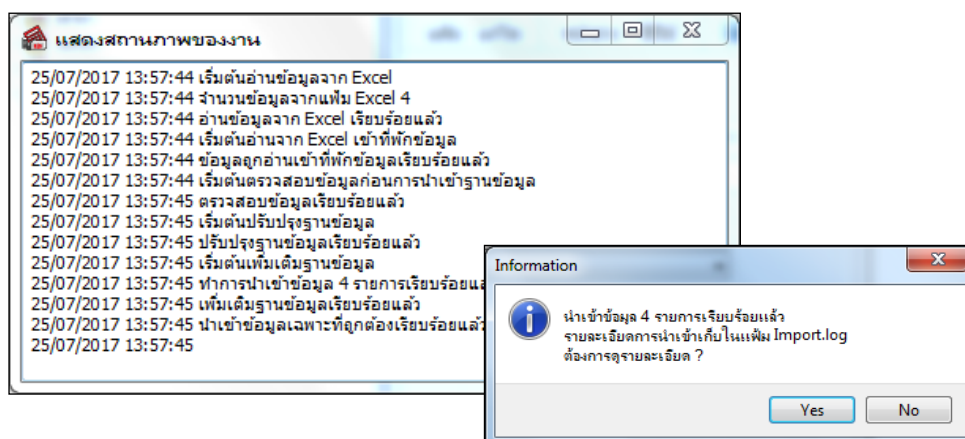 แสดงสถานภาพของงาน
25/07/2017 13:57:44 เริ่มต้นอ่านข้อมูลจาก Excel
25/07/2017 13:57:44 จำนวนข้อมูลจากแฟ้ม Excel 4
25/07/2017 13:57:44 อ่านข้อมูลจาก Excel เรียบร้อยแล้ว
25/07/2017 13:57:44 เริ่มต้นอ่านจาก Excel เข้าที่พักข้อมูล
25/07/2017 13:57:44 ข้อมูลถูกอ่านเข้าที่พักข้อมูลเรียบร้อยแล้ว
25/07/2017 13:57:44 เริ่มต้นตรวจสอบข้อมูลก่อนการนำเข้าฐานข้อมูล
25/07/2017 13:57:45 ตรวจสอบข้อมูลเรียบร้อยแล้ว
25/07/2017 13:57:45 เริ่มต้นปรับปรุงฐานข้อมูล
25/07/2017 13:57:45 ปรับปรุงฐานข้อมูลเรียบร้อยแล้ว
25/07/2017 13:57:45 เริ่มต้นเพิ่มเติมฐานข้อมูล
25/07/2017 13:57:45 ทำการนำเข้าข้อมูล 4 รายการเรียบร้อยแล
25/07/2017 13:57:45 เพิ่มเติมฐานข้อมูลเรียบร้อยแล้ว
25/07/2017 13:57:45 นำเข้าข้อมูลเฉพาะที่ถูกต้องเรียบร้อยแล้ว
25/07/2017 13:57:45
Information
นำเข้าข้อมูล 4 รายการเรียบร้อยแล้ว
รายละเอียดการนำเข้าเก็บในแฟ้ม Import.log
ต้องการดูรายละเอียด ?
Yes
No